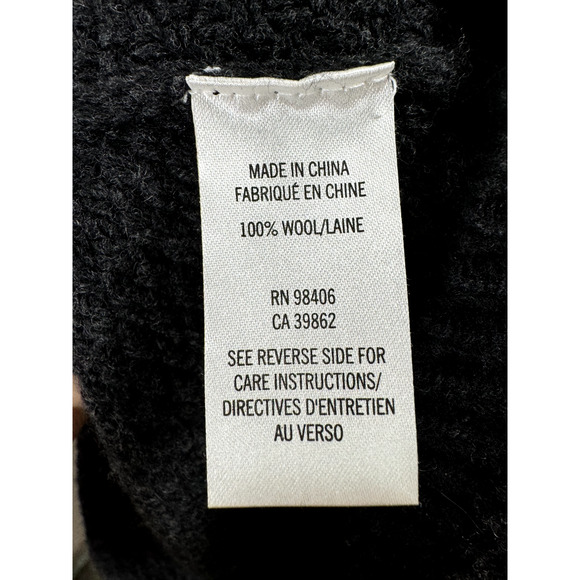 MADE IN CHINA
FABRIQUÉ EN CHINE
100% WOOL/LAINE
RN 98406
CA 39862
SEE REVERSE SIDE FOR
CARE INSTRUCTIONS/
DIRECTIVES D'ENTRETIEN
AU VERSO